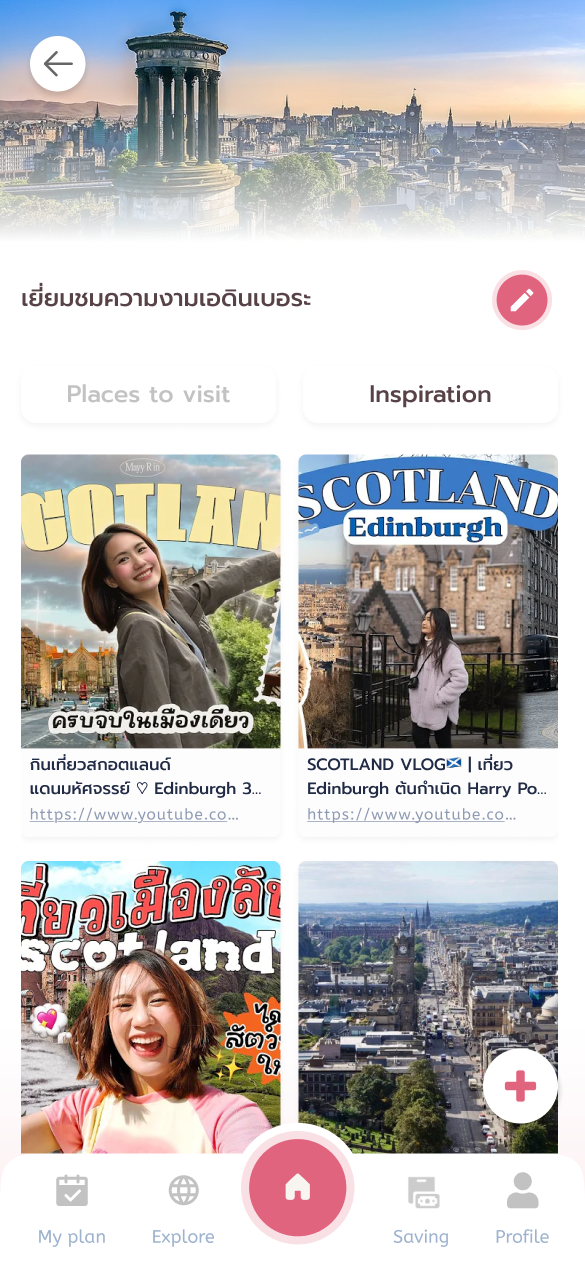 เยี่ยมชมความงามเอดินเบอระ
Places to visit
Inspiration
Mayy R in
COTLAN
ครบจบในเมืองเดียว
กินเที่ยวสกอตแลนด์
แดนมหัศจรรย์ ♡ Edinburgh 3...
https://www.youtube.co...
SCOTLAND
Edinburgh
SCOTLAND VLOG🏴󠁧󠁢󠁳󠁣󠁴󠁿 | เที่ยว
Edinburgh ต้นกำเนิด Harry Po...
https://www.youtube.co...
เที่ยวเมืองลับ
scotland
สัตว์
My plan
Explore
Saving
Profile